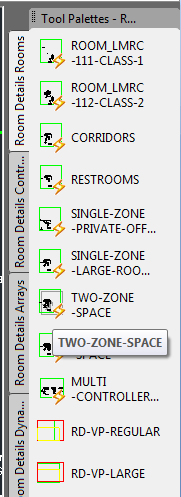 Tool Palettes - R...
Room Details Rooms
Room Details Contr...
Room Details Arrays
Room Details Dyna...
ROOM_LMRC
-111-CLASS-1
ROOM_LMRC
-112-CLASS-2
CORRIDORS
RESTROOMS
SINGLE-ZONE
-PRIVATE-OFF...
SINGLE-ZONE
-LARGE-ROO...
TWO-ZONE
-SPACE
TWO-ZONE-SPACE
-SPACE
MULTI
-CONTROLLER...
RD-VP-REGULAR
RD-VP-LARGE